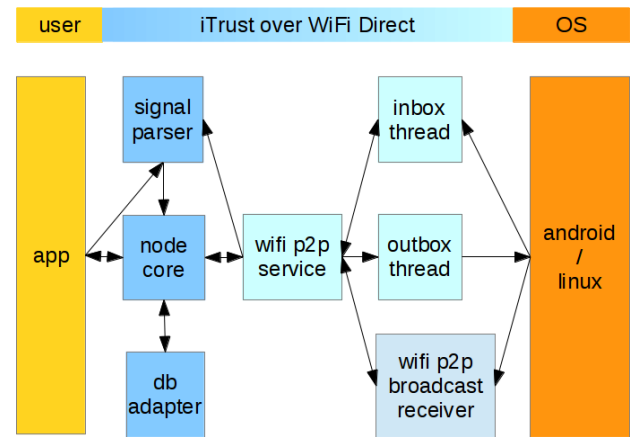 user
iTrust over WiFi Direct
OS
signal
parser
inbox
thread
app
node
core
wifi p2p
service
outbox
thread
android
/
linux
db
adapter
wifi p2p
broadcast
receiver